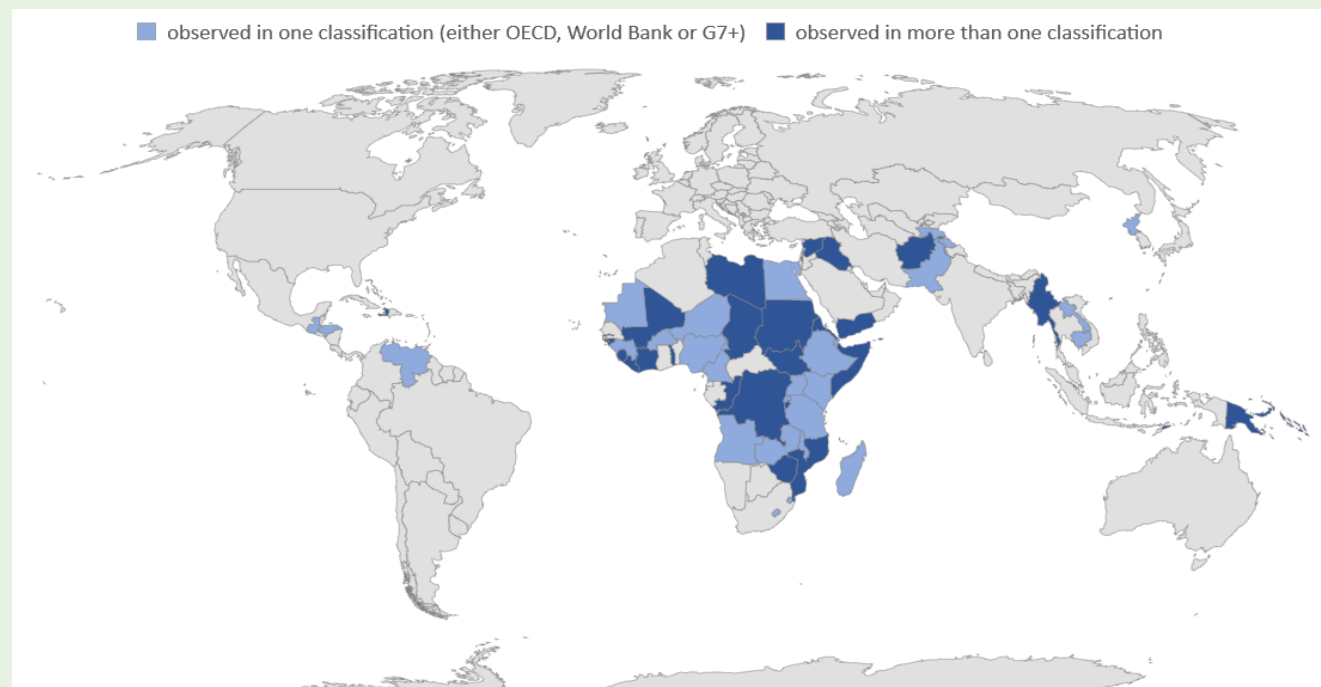 observed in one classification (either OECD, World Bank or G7+) observed in more than one classification